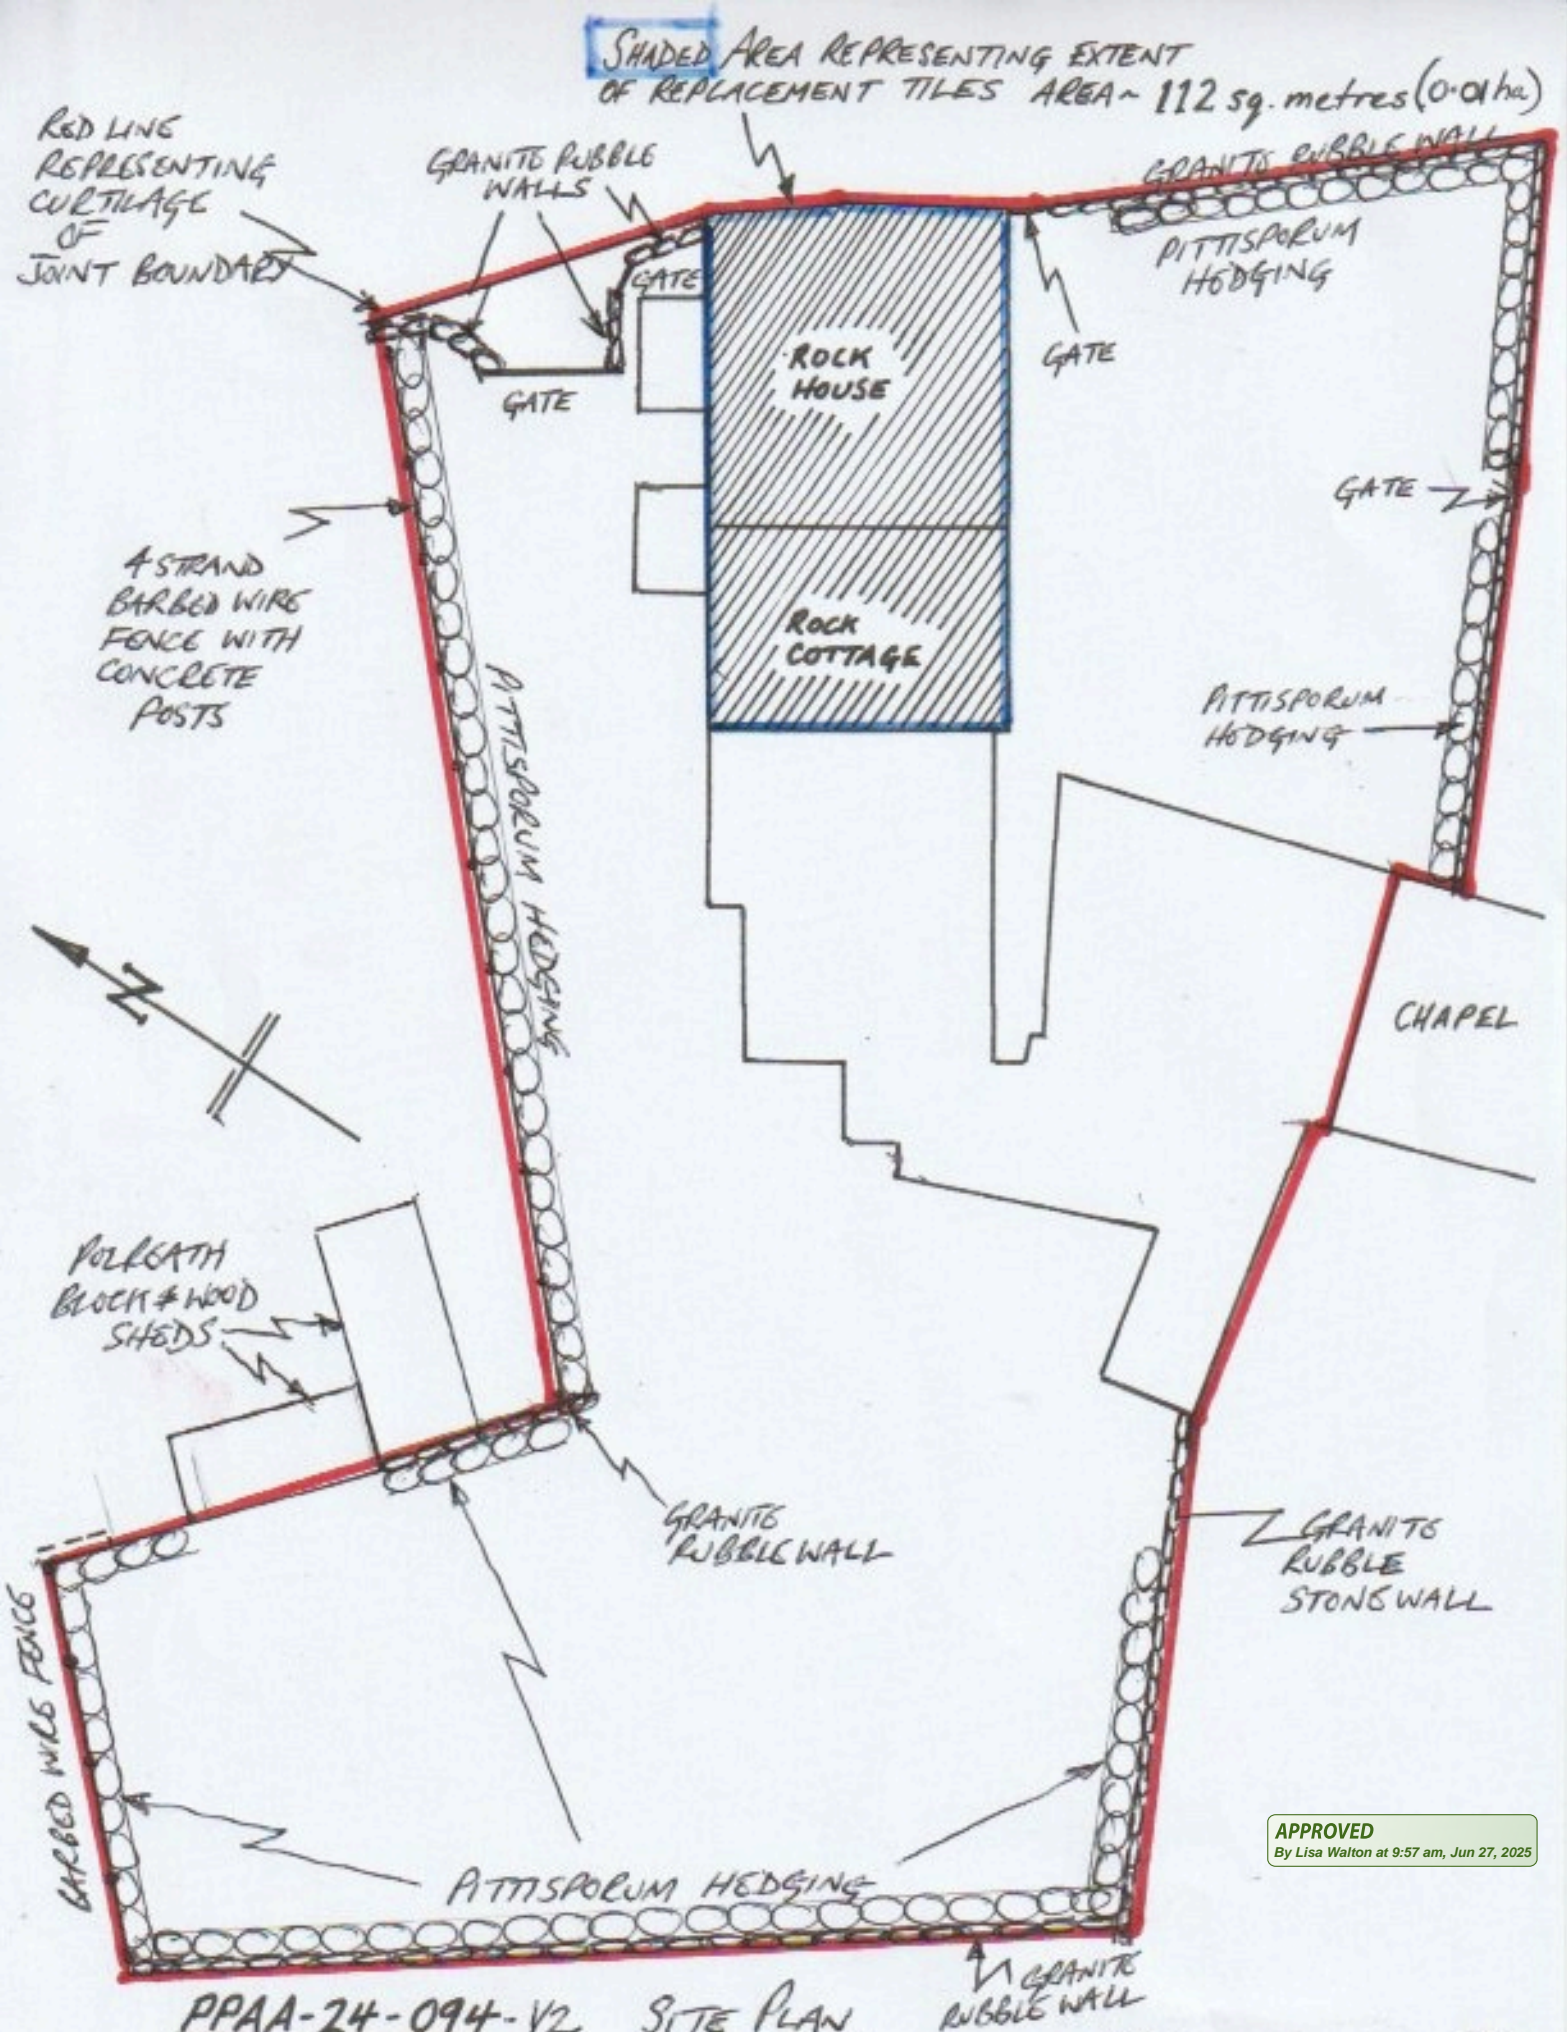 SHADED AREA REPRESENTING EXTENT
OF REPLACEMENT TILES AREA ~ 112 sq. metres (0.01ha)
RED LINE
REPRESENTING
CURTILAGE
OF
JOINT BOUNDARY
GRANITE RUBBLE
WALLS
GRANITE RUBBLE WALL
PITTISPORUM
HEDGING
GATE
GATE
GATE
ROCK
HOUSE
GATE
4 STRAND
BARBED WIRE
FENCE WITH
CONCRETE
POSTS
ROCK
COTTAGE
PITTISPORUM
HEDGING
PITTISPORUM HEDGING
N
CHAPEL
POLREATH
BLOCK & WOOD
SHEDS
GRANITE
RUBBLE WALL
GRANITE
RUBBLE
STONE WALL
BARBED WIRE FENCE
APPROVED
By Lisa Walton at 9:57 am, Jun 27, 2025
PITTISPORUM HEDGING
GRANITE
RUBBLE WALL
PPAA-24-094-V2 SITE PLAN